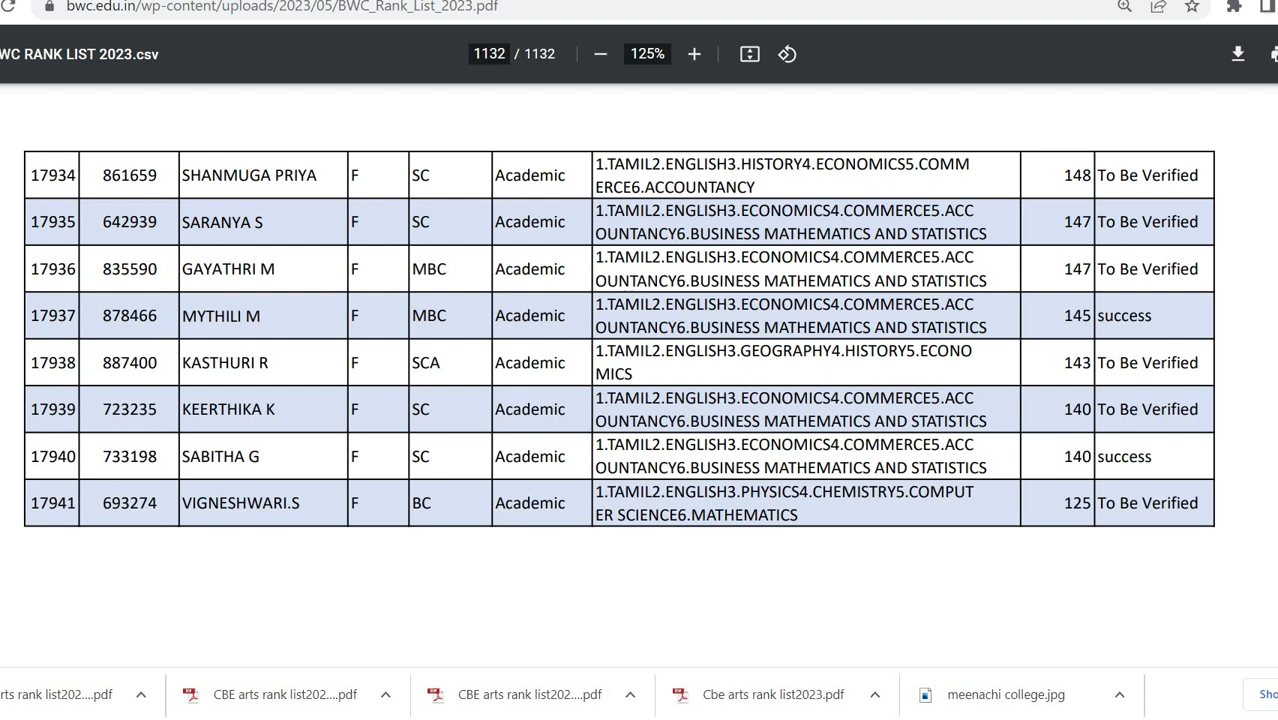 bwc.edu.in/wp-content/uploads/2023/05/BWC_Rank_List_2023.pdf
WC RANK LIST 2023.csv 1132 / 1132 125%
17934 861659 SHANMUGA PRIYA F SC Academic 1.TAMIL2.ENGLISH3.HISTORY4.ECONOMICS5.COMM 148 To Be Verified
ERCE6.ACCOUNTANCY
17935 642939 SARANYA S F SC Academic 1.TAMIL2.ENGLISH3.ECONOMICS4.COMMERCE5.ACC 147 To Be Verified
OUNTANCY6.BUSINESS MATHEMATICS AND STATISTICS
17936 835590 GAYATHRI M F MBC Academic 1.TAMIL2.ENGLISH3.ECONOMICS4.COMMERCE5.ACC 147 To Be Verified
OUNTANCY6.BUSINESS MATHEMATICS AND STATISTICS
17937 878466 MYTHILI M F MBC Academic 1.TAMIL2.ENGLISH3.ECONOMICS4.COMMERCE5.ACC 145 success
OUNTANCY6.BUSINESS MATHEMATICS AND STATISTICS
17938 887400 KASTHURI R F SCA Academic 1.TAMIL2.ENGLISH3.GEOGRAPHY4.HISTORY5.ECONO 143 To Be Verified
MICS
17939 723235 KEERTHIKA K F SC Academic 1.TAMIL2.ENGLISH3.ECONOMICS4.COMMERCE5.ACC 140 To Be Verified
OUNTANCY6.BUSINESS MATHEMATICS AND STATISTICS
17940 733198 SABITHA G F SC Academic 1.TAMIL2.ENGLISH3.ECONOMICS4.COMMERCE5.ACC 140 success
OUNTANCY6.BUSINESS MATHEMATICS AND STATISTICS
17941 693274 VIGNESHWARI.S F BC Academic 1.TAMIL2.ENGLISH3.PHYSICS4.CHEMISTRY5.COMPUT 125 To Be Verified
ER SCIENCE6.MATHEMATICS
rts rank list202....pdf CBE arts rank list202....pdf CBE arts rank list202....pdf Cbe arts rank list2023.pdf meenachi college.jpg Sho